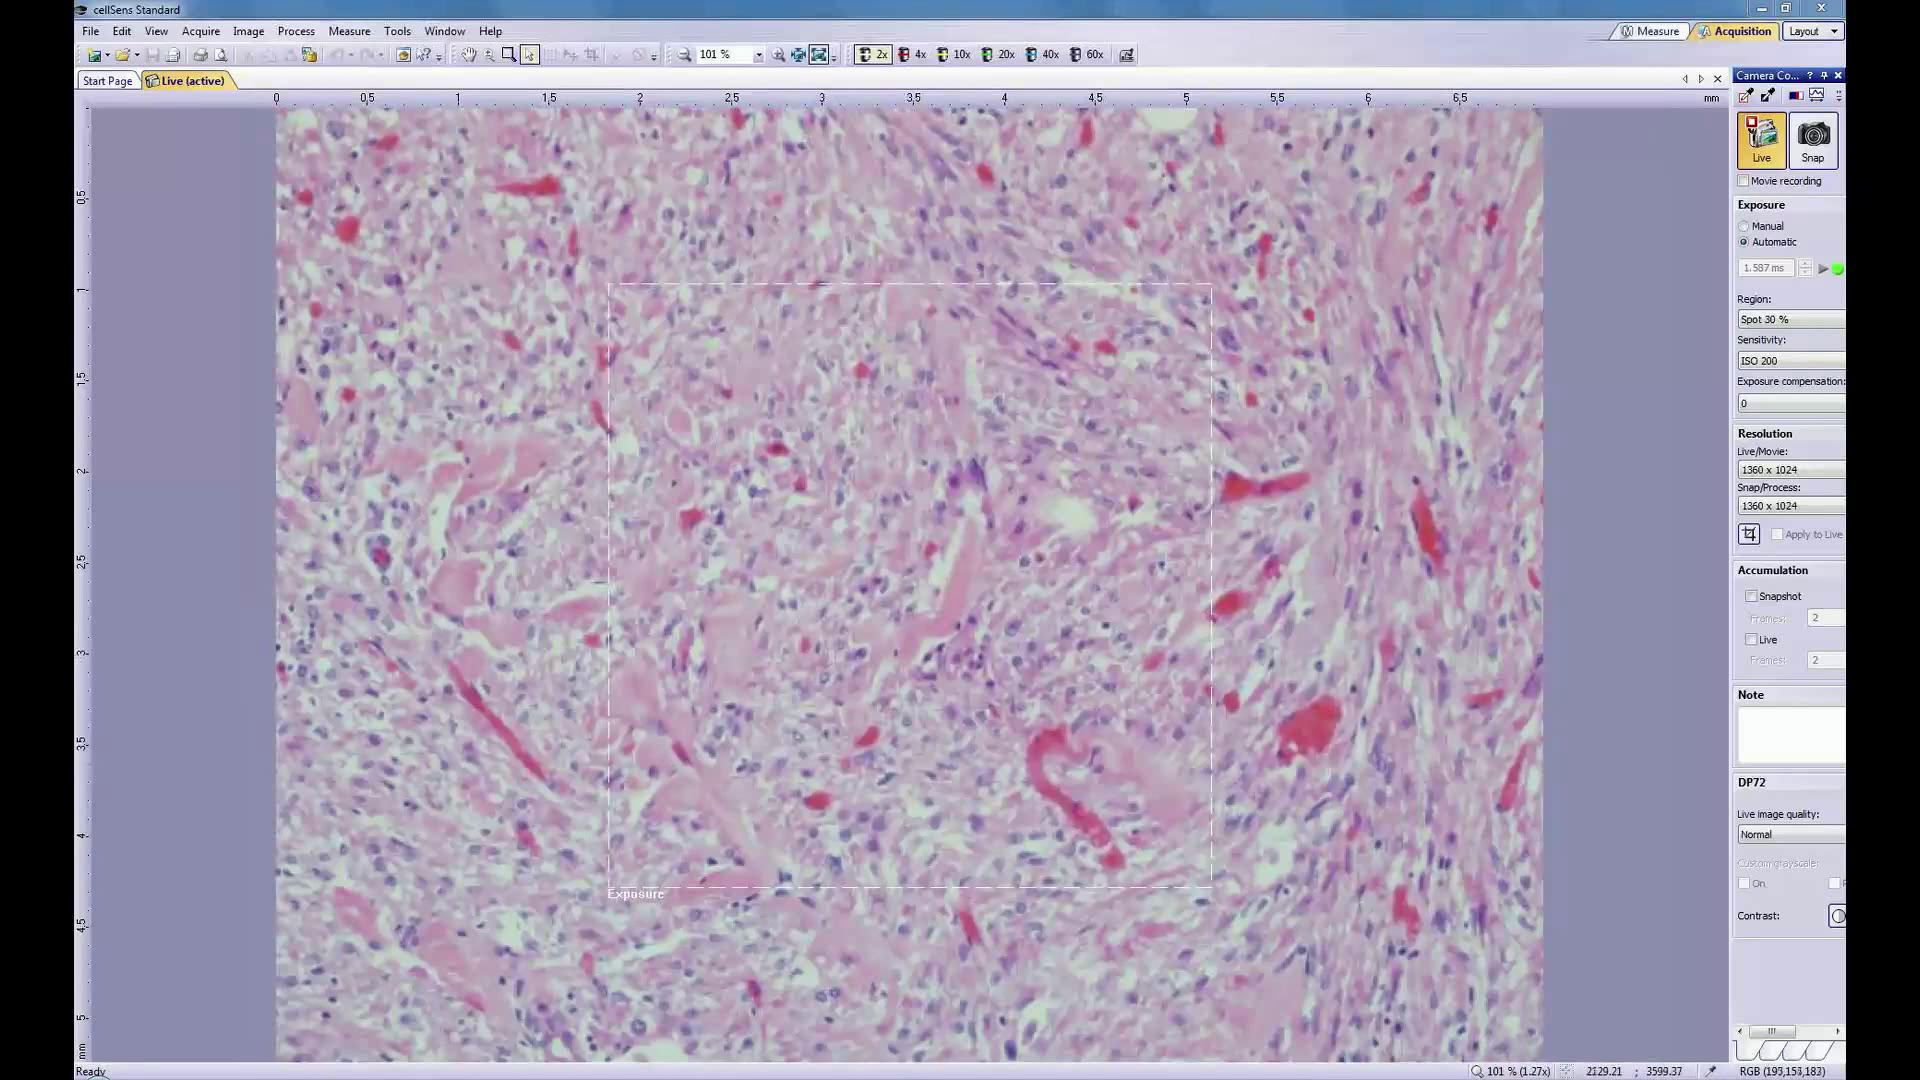 cellSens Standard
File Edit View Acquire Image Process Measure Tools Window Help
Measure Acquisition Layout
101 % 2x 4x 10x 20x 40x 60x
Start Page Live (active)
Camera Co...
0 0,5 1 1,5 2 2,5 3 3,5 4 4,5 5 5,5 6 6,5 mm
0,5
1
1,5
2
2,5
3
3,5
4
4,5
5
mm
Exposure
Live Snap
Movie recording
Exposure
Manual
Automatic
1.587 ms
Region:
Spot 30 %
Sensitivity:
ISO 200
Exposure compensation:
0
Resolution
Live/Movie:
1360 x 1024
Snap/Process:
1360 x 1024
Apply to Live
Accumulation
Snapshot
Frames: 2
Live
Frames: 2
Note
DP72
Live image quality:
Normal
Custom grayscale:
On
Contrast:
Ready
101 % (1.27x) 2129.21 ; 3599.37